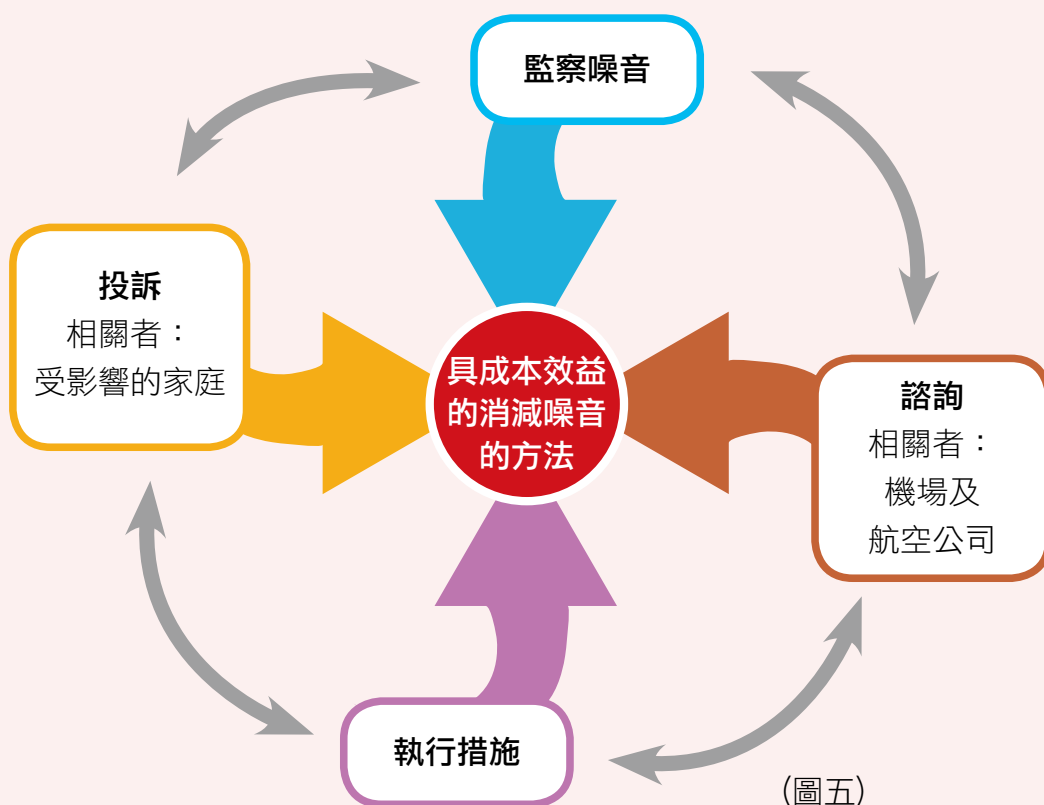 監察噪音
投訴
相關者：
受影響的家庭
具成本效益
的消減噪音
的方法
諮詢
相關者：
機場及
航空公司
執行措施
(圖五)